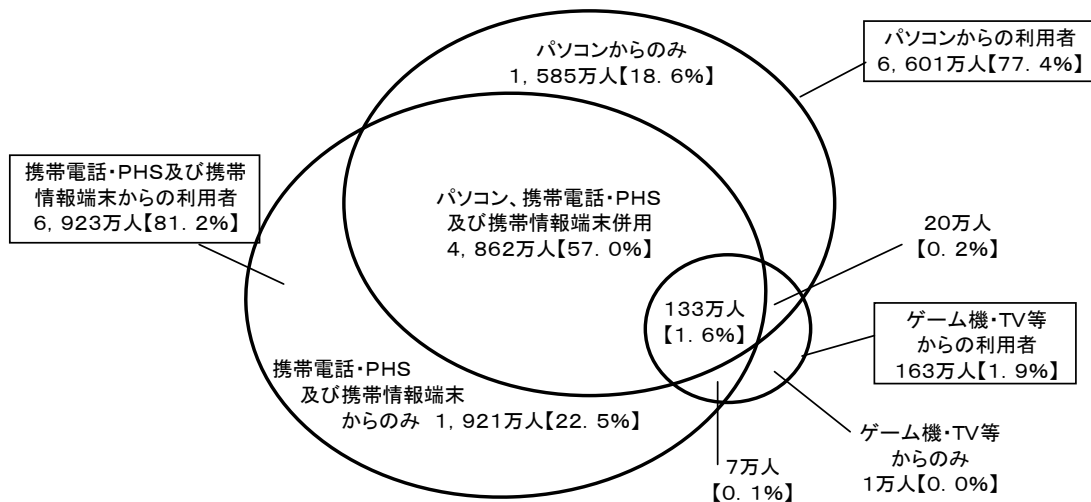 パソコンからのみ
1,585万人【18.6%】
パソコンからの利用者
6,601万人【77.4%】
携帯電話・PHS及び携帯
情報端末からの利用者
6,923万人【81.2%】
パソコン、携帯電話・PHS
及び携帯情報端末併用
4,862万人【57.0%】
20万人
【0.2%】
133万人
【1.6%】
ゲーム機・TV等
からの利用者
163万人【1.9%】
携帯電話・PHS
及び携帯情報端末
からのみ 1,921万人【22.5%】
ゲーム機・TV等
からのみ
1万人【0.0%】
7万人
【0.1%】